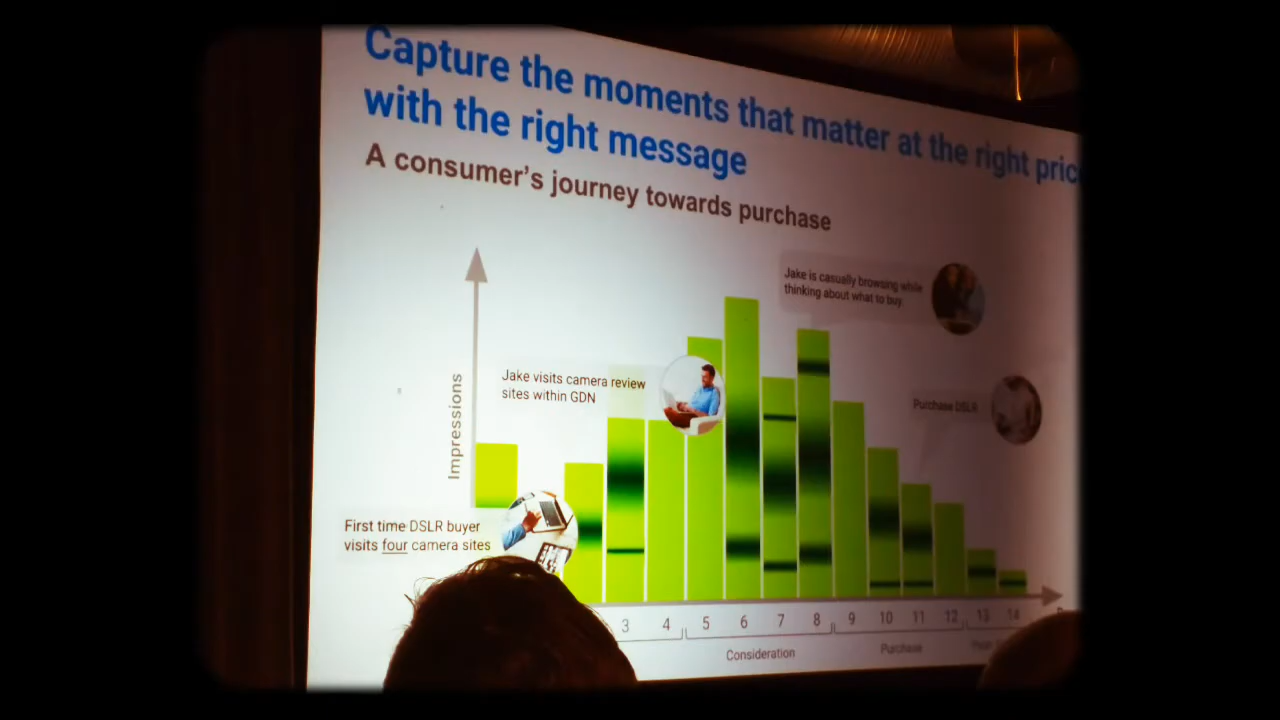 Capture the moments that matter at the right
with the right message
A consumer's journey towards purchase
Jake is casually browsing while
thinking about what to buy
Jake visits camera review
sites within GDN
Purchase DSLR
Impressions
First time DSLR buyer
visits four camera sites
3 4 5 6 7 8 9 10 11 12 13 14
Consideration Purchase